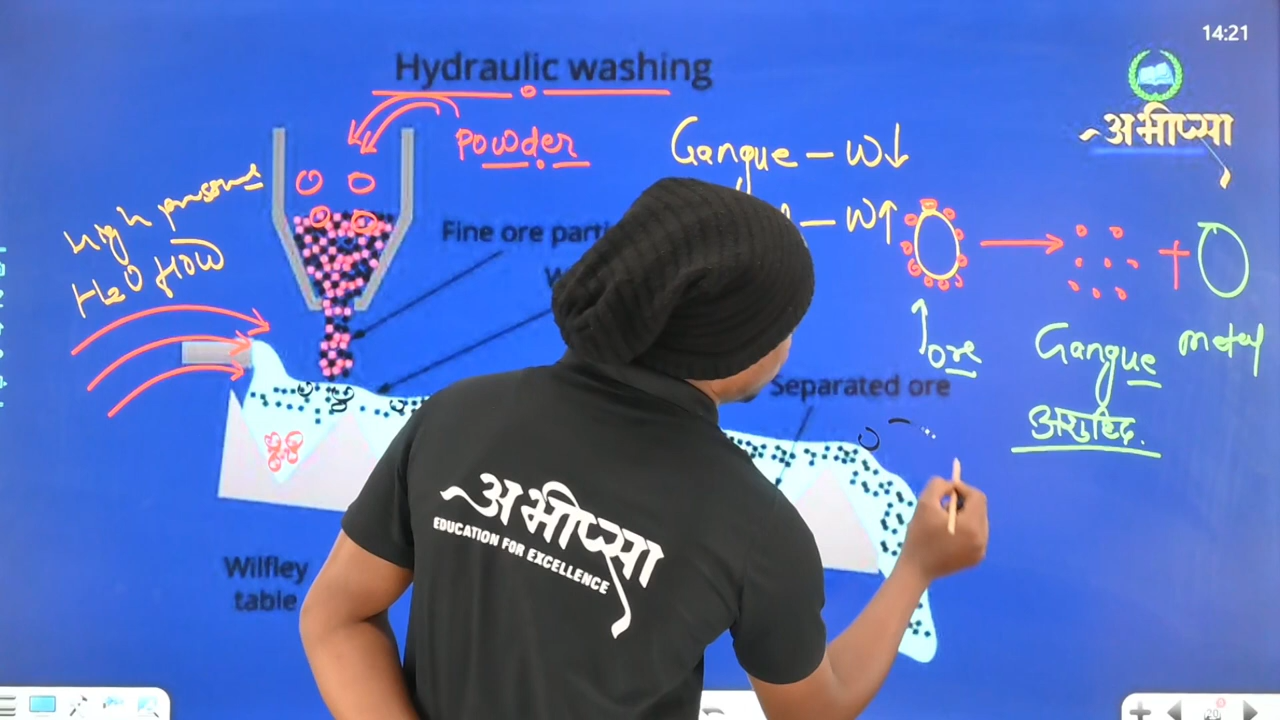 14:21
Hydraulic washing
अभीप्सा
Powder
Gangue – W↓
– W↑
High pressure
H₂O flow
Fine ore parti
ore
Gangue
metal
अशुद्धि
Separated ore
अभीप्सा
EDUCATION FOR EXCELLENCE
Wilfley
table